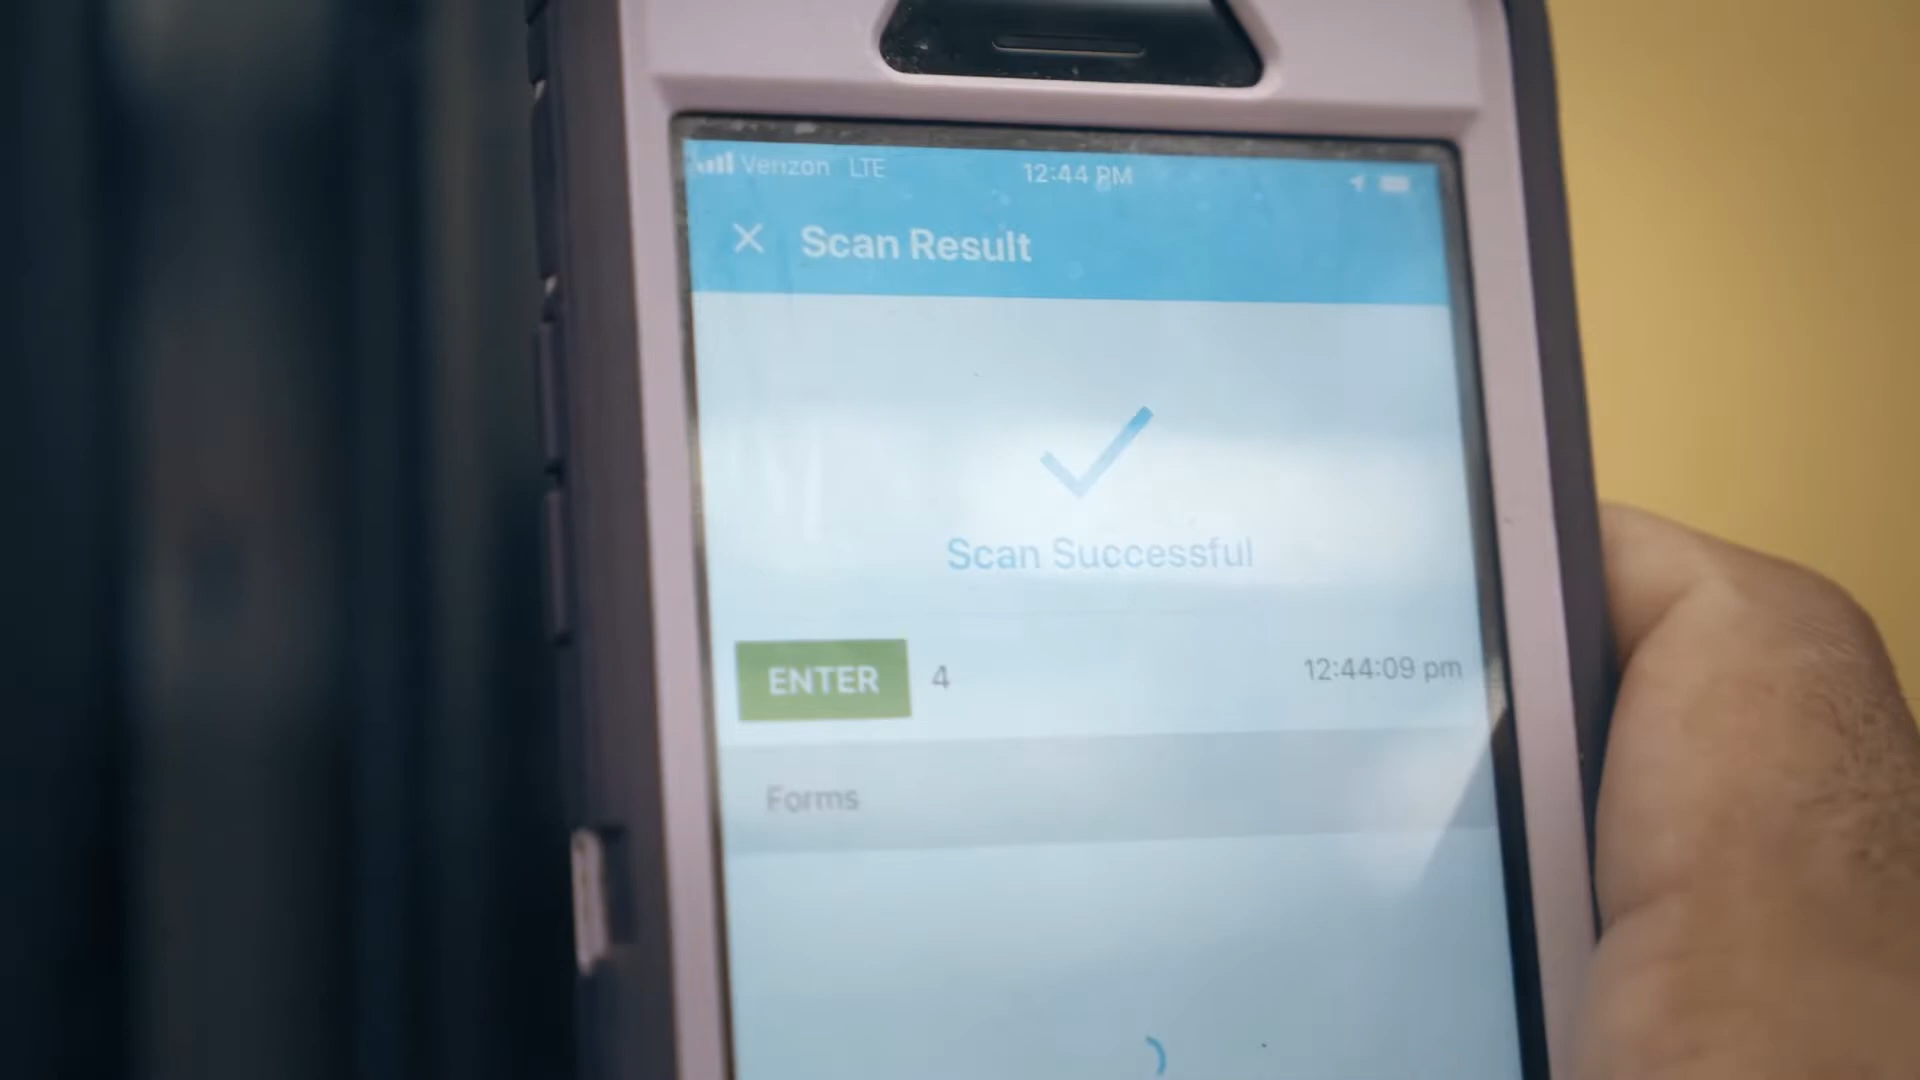 Verizon LTE 12:44 PM
Scan Result
Scan Successful
ENTER 4 12:44:09 pm
Forms